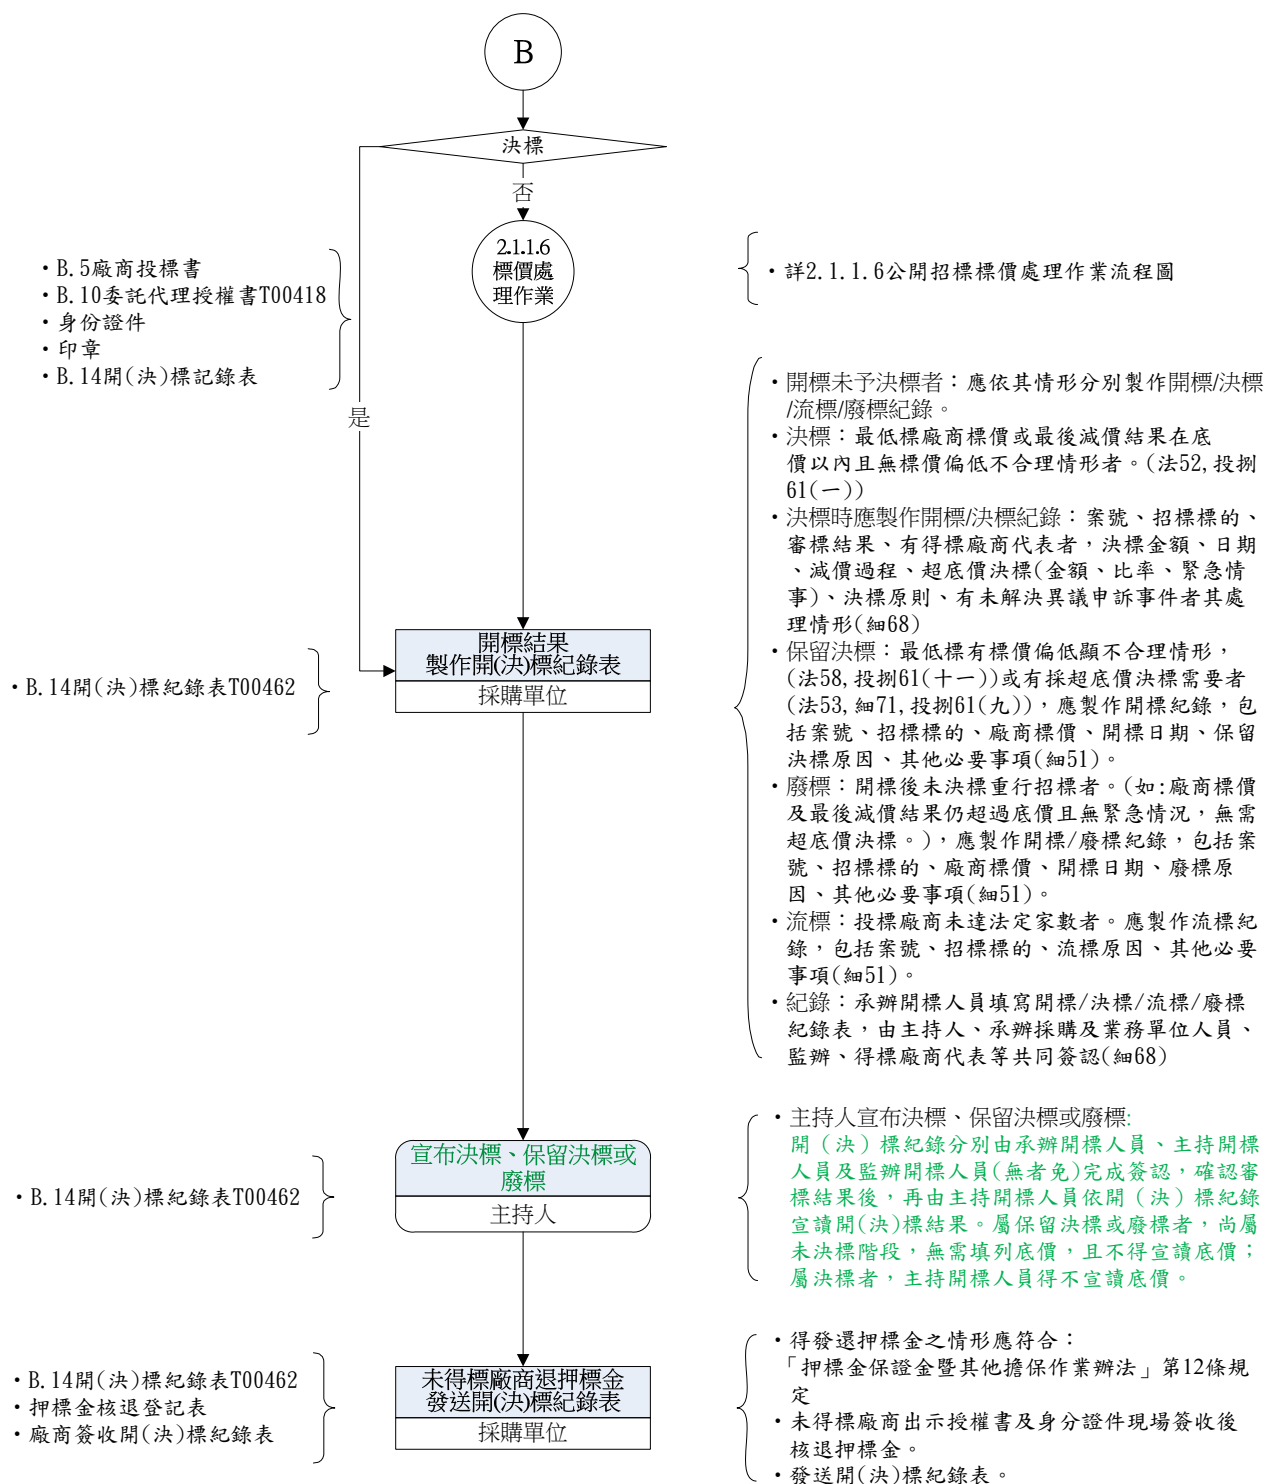 B
決標
否
2.1.1.6
標價處
理作業
・B.5廠商投標書
・B.10委託代理授權書T00418
・身份證件
・印章
・B.14開(決)標記錄表
・詳2.1.1.6公開招標標價處理作業流程圖
是
・開標未予決標者：應依其情形分別製作開標/決標
/流標/廢標紀錄。
・決標：最低標廠商標價或最後減價結果在底
價以內且無標價偏低不合理情形者。(法52,投捌
61(一))
・決標時應製作開標/決標紀錄：案號、招標標的、
審標結果、有得標廠商代表者，決標金額、日期
、減價過程、超底價決標(金額、比率、緊急情
事)、決標原則、有未解決異議申訴事件者其處
理情形(細68)
・保留決標：最低標有標價偏低顯不合理情形，
(法58,投捌61(十一))或有採超底價決標需要者
(法53,細71,投捌61(九))，應製作開標紀錄，包
括案號、招標標的、廠商標價、開標日期、保留
決標原因、其他必要事項(細51)。
・廢標：開標後未決標重行招標者。(如:廠商標價
及最後減價結果仍超過底價且無緊急情況，無需
超底價決標。)，應製作開標/廢標紀錄，包括案
號、招標標的、廠商標價、開標日期、廢標原
因、其他必要事項(細51)。
・流標：投標廠商未達法定家數者。應製作流標紀
錄，包括案號、招標標的、流標原因、其他必要
事項(細51)。
・紀錄：承辦開標人員填寫開標/決標/流標/廢標
紀錄表，由主持人、承辦採購及業務單位人員、
監辦、得標廠商代表等共同簽認(細68)
開標結果
製作開(決)標紀錄表
採購單位
・B.14開(決)標紀錄表T00462
宣布決標、保留決標或
廢標
主持人
・B.14開(決)標紀錄表T00462
・主持人宣布決標、保留決標或廢標:
開（決）標紀錄分別由承辦開標人員、主持開標
人員及監辦開標人員(無者免)完成簽認，確認審
標結果後，再由主持開標人員依開（決）標紀錄
宣讀開(決)標結果。屬保留決標或廢標者，尚屬
未決標階段，無需填列底價，且不得宣讀底價；
屬決標者，主持開標人員得不宣讀底價。
未得標廠商退押標金
發送開(決)標紀錄表
採購單位
・B.14開(決)標紀錄表T00462
・押標金核退登記表
・廠商簽收開(決)標紀錄表
・得發還押標金之情形應符合：
「押標金保證金暨其他擔保作業辦法」第12條規
定
・未得標廠商出示授權書及身分證件現場簽收後
核退押標金。
・發送開(決)標紀錄表。